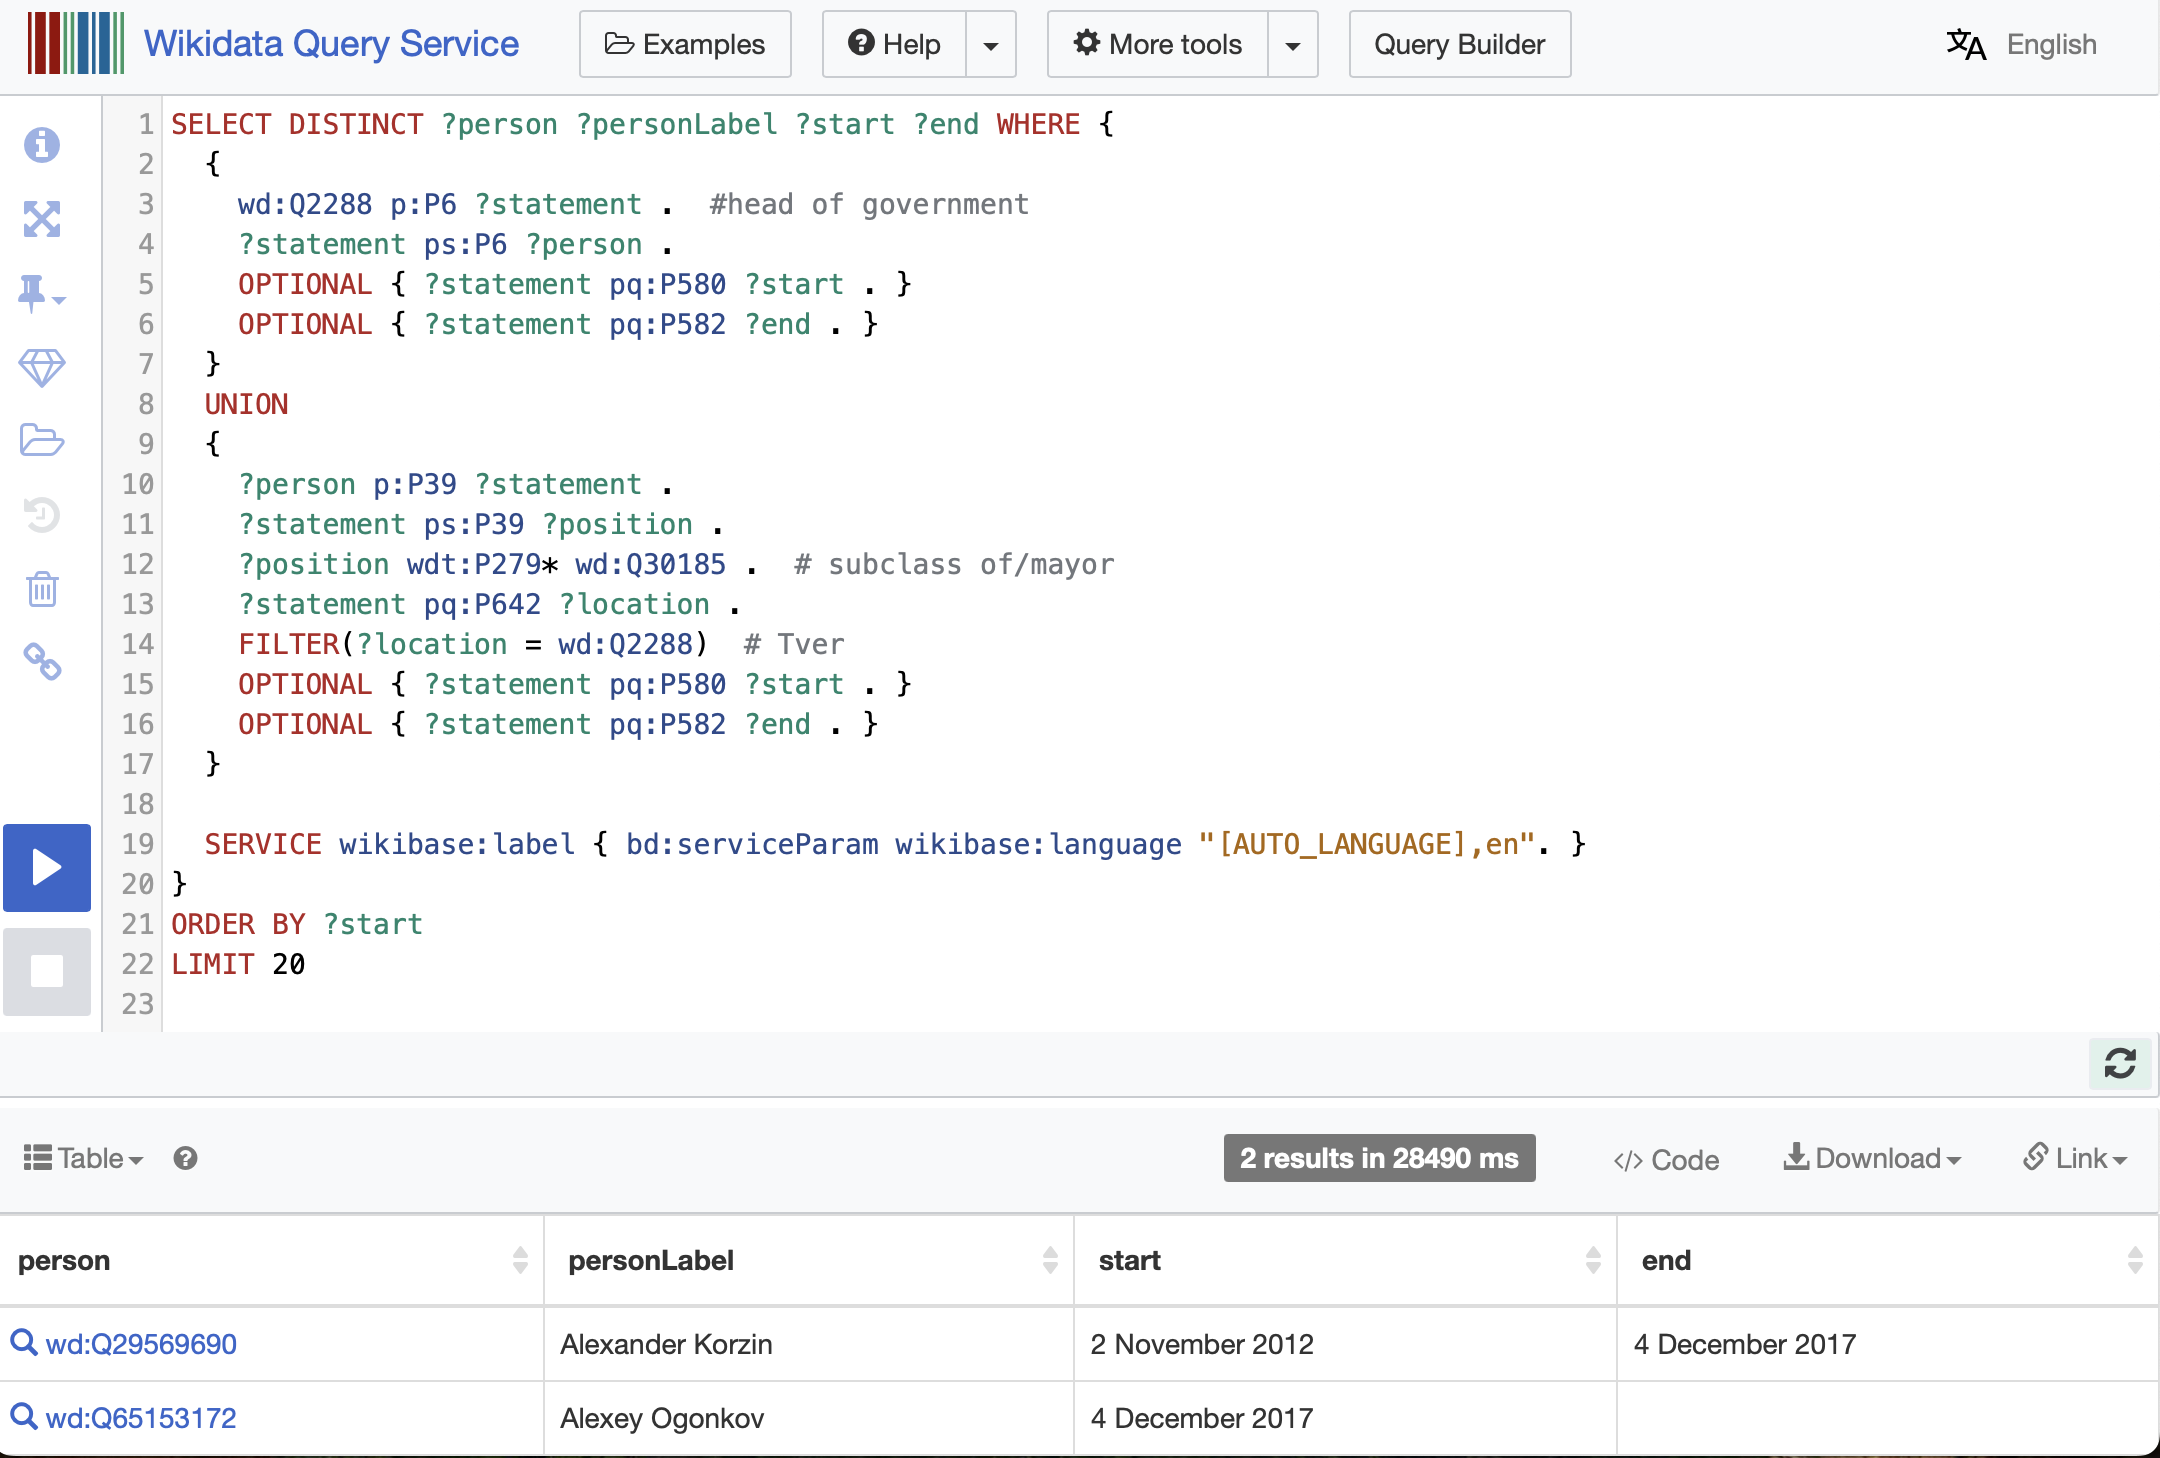 Wikidata Query Service Examples Help More tools Query Builder 文A English
1 SELECT DISTINCT ?person ?personLabel ?start ?end WHERE {
2 {
3 wd:Q2288 p:P6 ?statement . #head of government
4 ?statement ps:P6 ?person .
5 OPTIONAL { ?statement pq:P580 ?start . }
6 OPTIONAL { ?statement pq:P582 ?end . }
7 }
8 UNION
9 {
10 ?person p:P39 ?statement .
11 ?statement ps:P39 ?position .
12 ?position wdt:P279* wd:Q30185 . # subclass of/mayor
13 ?statement pq:P642 ?location .
14 FILTER(?location = wd:Q2288) # Tver
15 OPTIONAL { ?statement pq:P580 ?start . }
16 OPTIONAL { ?statement pq:P582 ?end . }
17 }
18
19 SERVICE wikibase:label { bd:serviceParam wikibase:language "[AUTO_LANGUAGE],en". }
20 }
21 ORDER BY ?start
22 LIMIT 20
23
Table 2 results in 28490 ms </> Code Download Link
person personLabel start end
wd:Q29569690 Alexander Korzin 2 November 2012 4 December 2017
wd:Q65153172 Alexey Ogonkov 4 December 2017